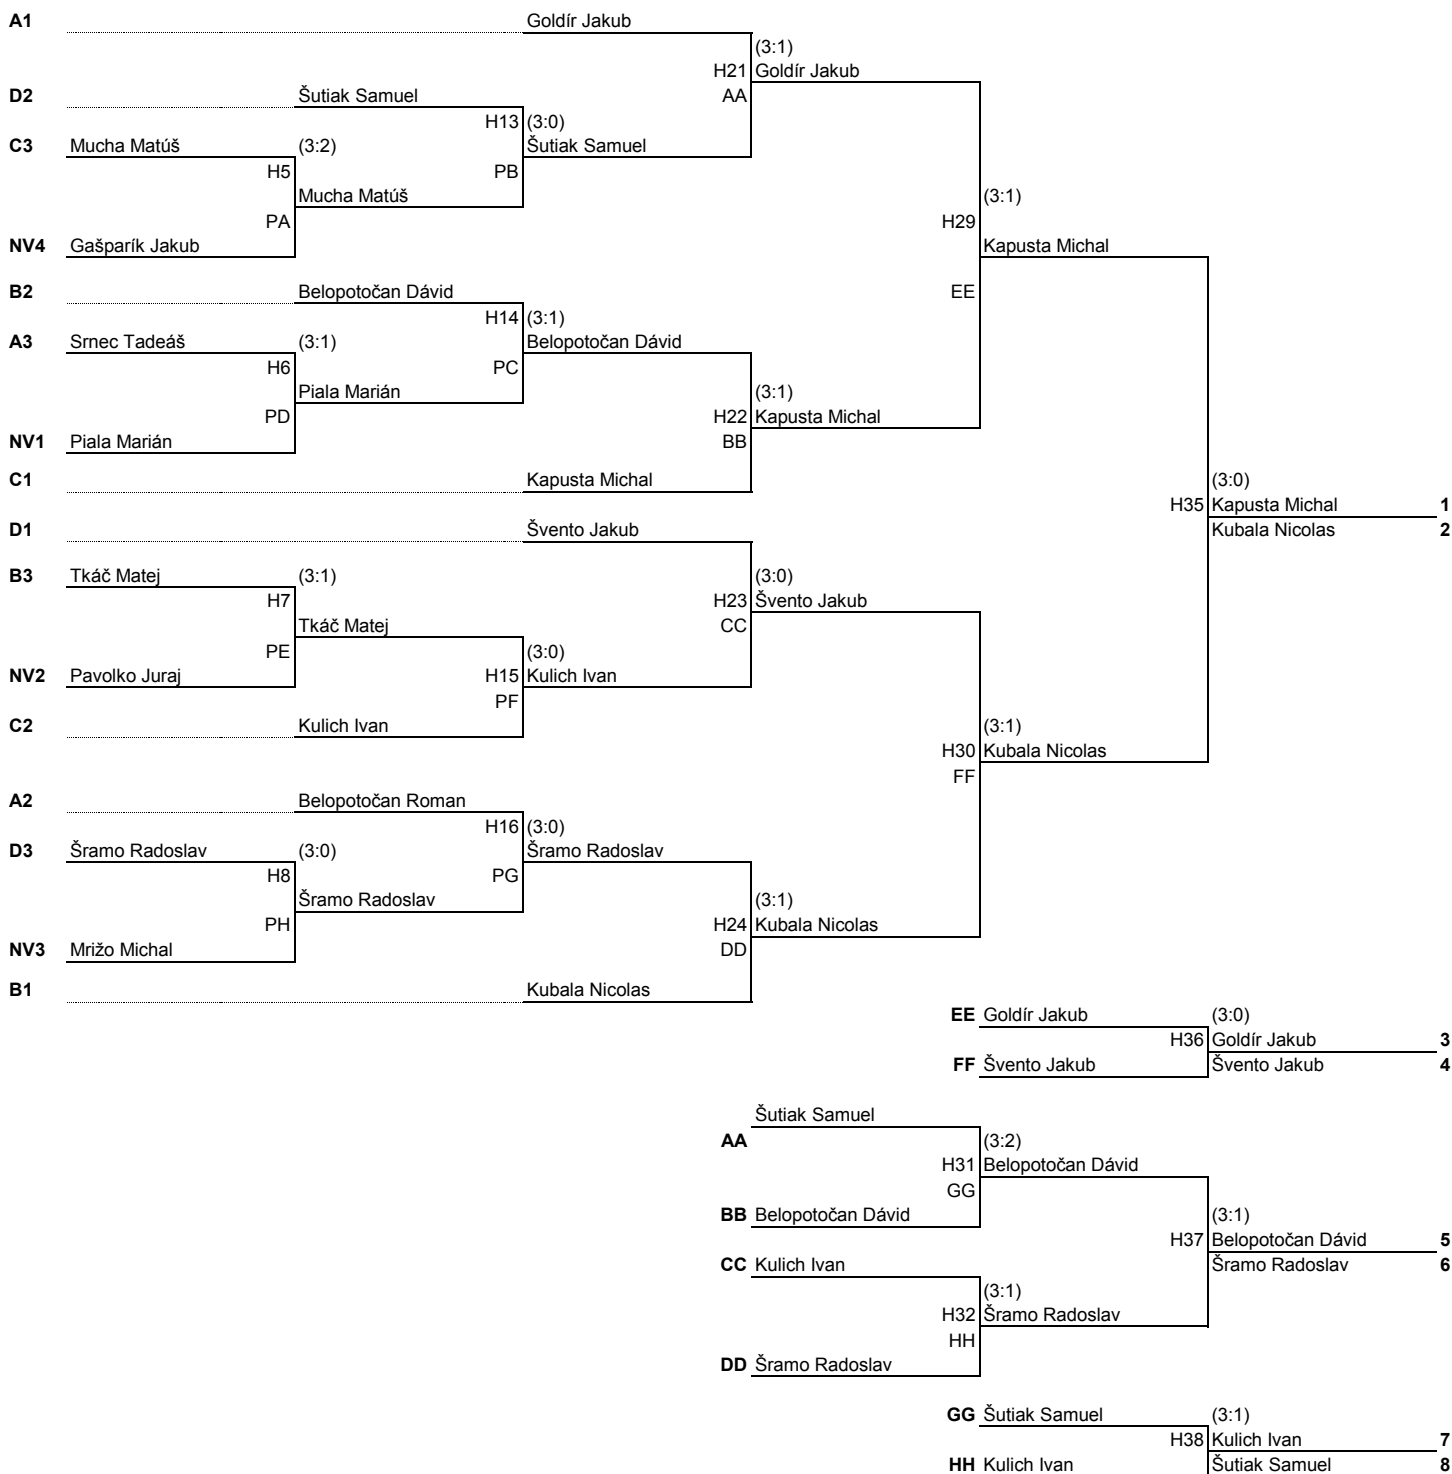 A1 Goldír Jakub
(3:1)
H21 Goldír Jakub
D2 Šutiak Samuel AA
H13 (3:0)
C3 Mucha Matúš (3:2) Šutiak Samuel
H5 PB
Mucha Matúš (3:1)
PA H29
NV4 Gašparík Jakub Kapusta Michal
B2 Belopotočan Dávid EE
H14 (3:1)
A3 Srnec Tadeáš (3:1) Belopotočan Dávid
H6 PC
Piala Marián (3:1)
PD H22 Kapusta Michal
NV1 Piala Marián BB
C1 Kapusta Michal (3:0)
H35 Kapusta Michal 1
D1 Švento Jakub Kubala Nicolas 2
B3 Tkáč Matej (3:1) (3:0)
H7 H23 Švento Jakub
Tkáč Matej CC
PE (3:0)
NV2 Pavolko Juraj H15 Kulich Ivan
PF
C2 Kulich Ivan (3:1)
H30 Kubala Nicolas
FF
A2 Belopotočan Roman
H16 (3:0)
D3 Šramo Radoslav (3:0) Šramo Radoslav
H8 PG
Šramo Radoslav (3:1)
PH H24 Kubala Nicolas
NV3 Mrižo Michal DD
B1 Kubala Nicolas
EE Goldír Jakub (3:0)
H36 Goldír Jakub 3
FF Švento Jakub Švento Jakub 4
Šutiak Samuel
AA (3:2)
H31 Belopotočan Dávid
GG
BB Belopotočan Dávid (3:1)
H37 Belopotočan Dávid 5
CC Kulich Ivan Šramo Radoslav 6
(3:1)
H32 Šramo Radoslav
HH
DD Šramo Radoslav
GG Šutiak Samuel (3:1)
H38 Kulich Ivan 7
HH Kulich Ivan Šutiak Samuel 8